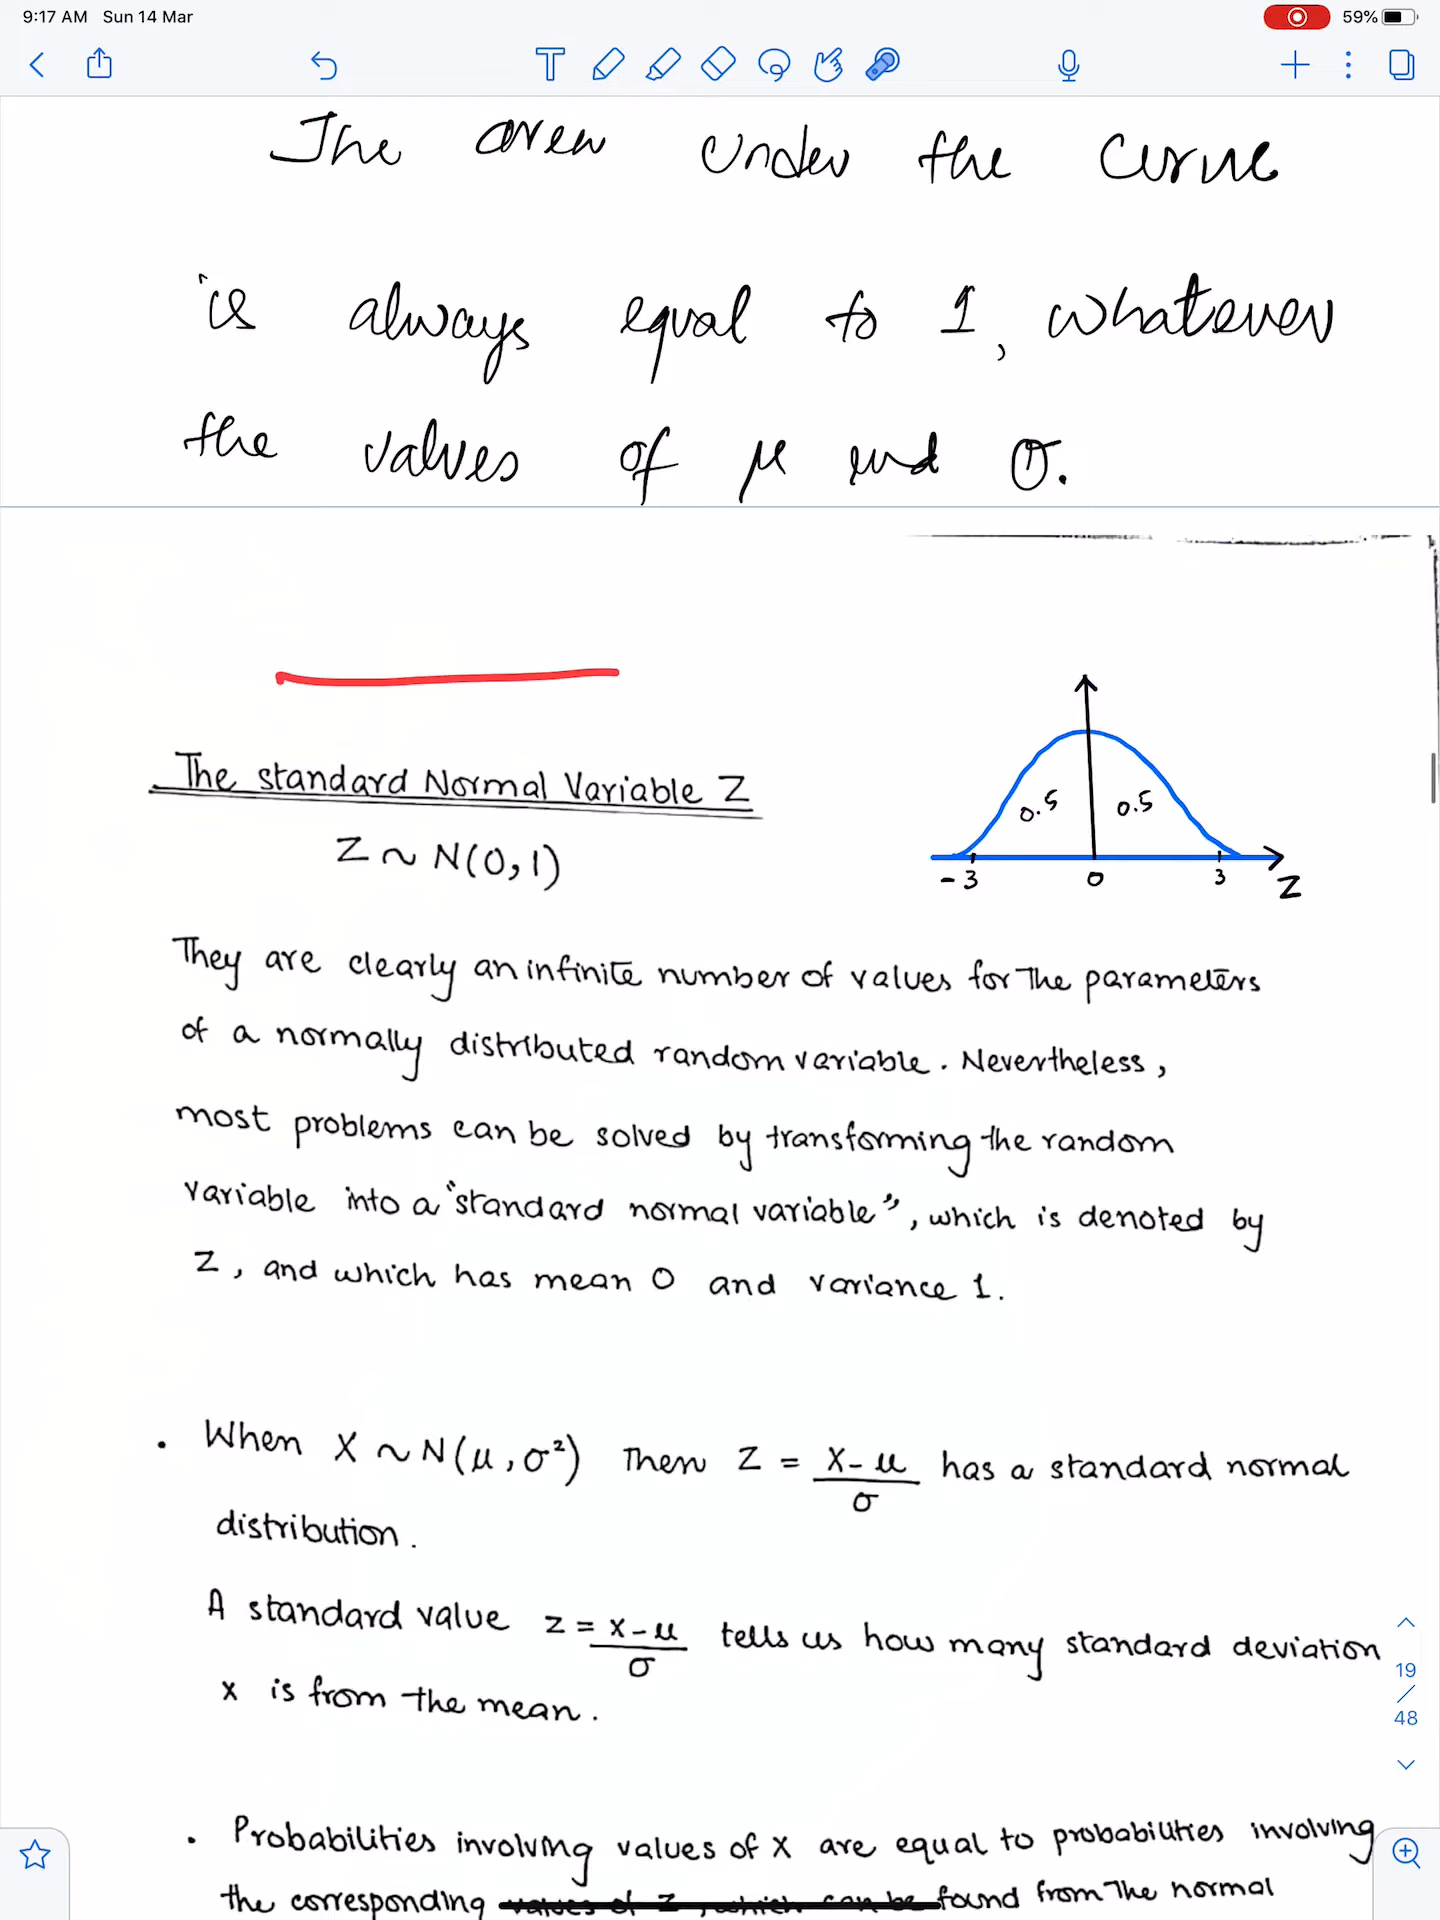 9:17 AM Sun 14 Mar
59%
The area under the curve
is always equal to 1, whatever
the values of μ and σ.
The standard Normal Variable Z
Z ~ N(0,1)
0.5 0.5
-3 0 3 Z
They are clearly an infinite number of values for the parameters
of a normally distributed random variable. Nevertheless,
most problems can be solved by transforming the random
variable into a "standard normal variable", which is denoted by
Z, and which has mean 0 and variance 1.
. When X ~ N(μ, σ²) Then Z = X-μ/σ has a standard normal
distribution.
A standard value z = x-μ/σ tells us how many standard deviation
x is from the mean.
19
/
48
. Probabilities involving values of X are equal to probabilities involving
the corresponding values of Z, which can be found from The normal